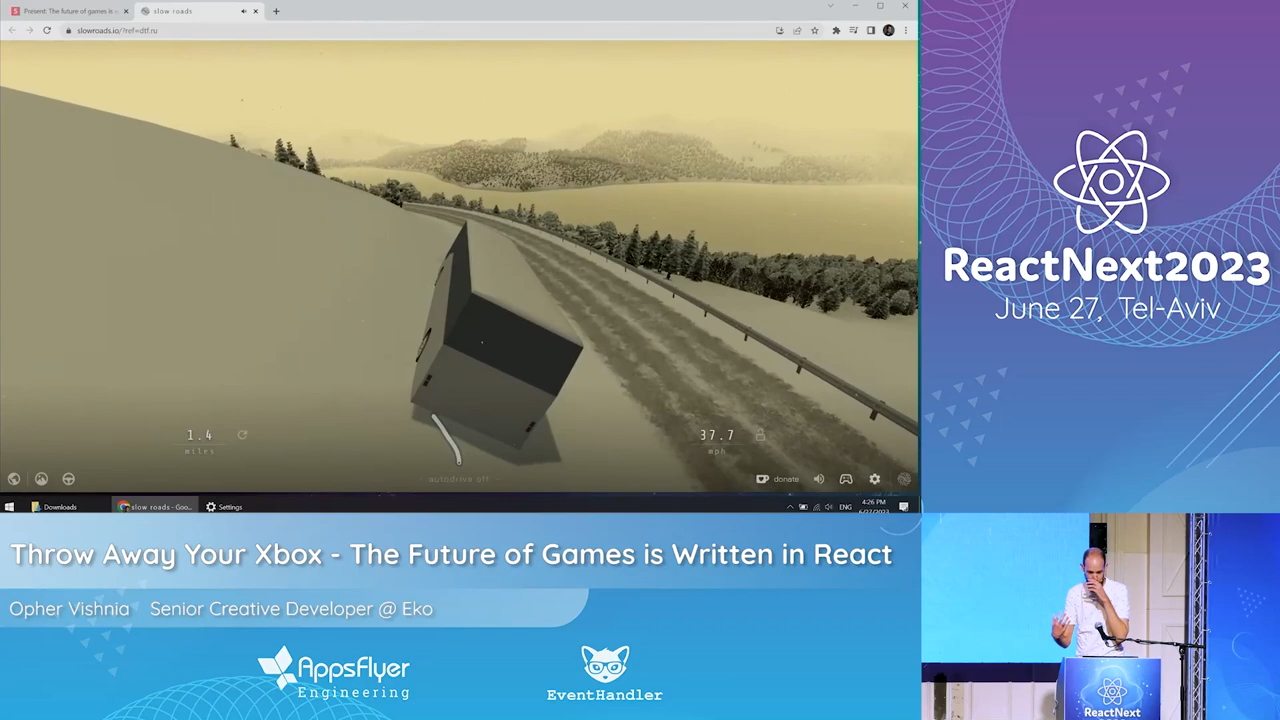 Present: The future of games is
slow roads
slowroads.io/?ref=dtf.ru
1.4
miles
37.7
mph
autodrive off
donate
Downloads
slow roads - Goo...
Settings
ENG
4:26 PM
6/27/2023
ReactNext2023
June 27, Tel-Aviv
Throw Away Your Xbox - The Future of Games is Written in React
Opher Vishnia Senior Creative Developer @ Eko
AppsFlyer
Engineering
EventHandler
ReactNext